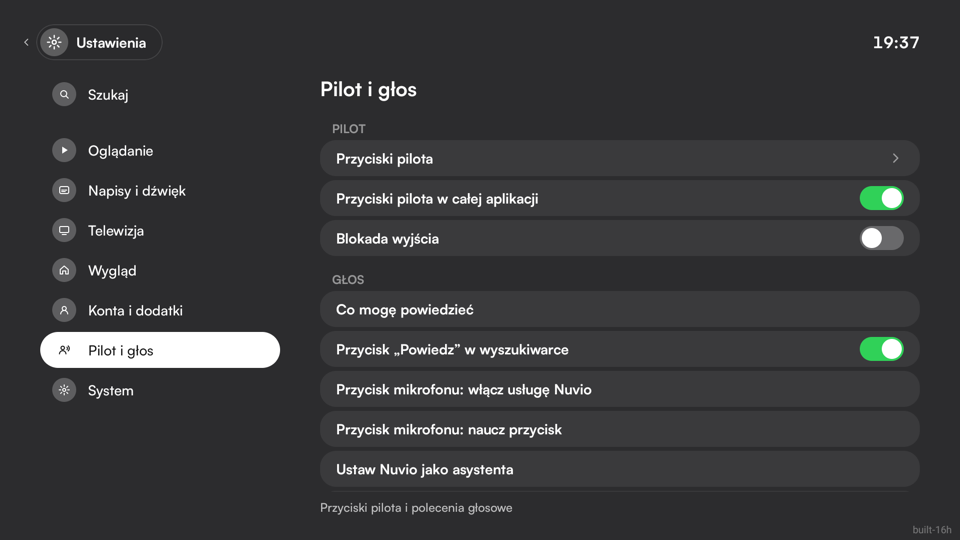 Ustawienia
19:37
Szukaj
Oglądanie
Napisy i dźwięk
Telewizja
Wygląd
Konta i dodatki
Pilot i głos
System
Pilot i głos
PILOT
Przyciski pilota
Przyciski pilota w całej aplikacji
Blokada wyjścia
GŁOS
Co mogę powiedzieć
Przycisk „Powiedz” w wyszukiwarce
Przycisk mikrofonu: włącz usługę Nuvio
Przycisk mikrofonu: naucz przycisk
Ustaw Nuvio jako asystenta
Przyciski pilota i polecenia głosowe
built-16h